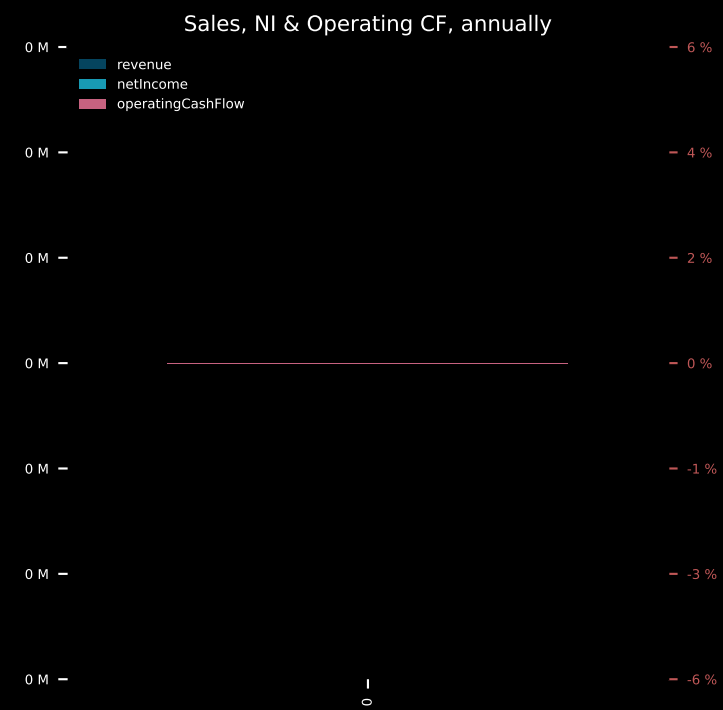 Sales, NI & Operating CF, annually
0 M
6 %
revenue
netIncome
operatingCashFlow
0 M
4 %
0 M
2 %
0 M
0 %
0 M
-1 %
0 M
-3 %
0 M
-6 %
0